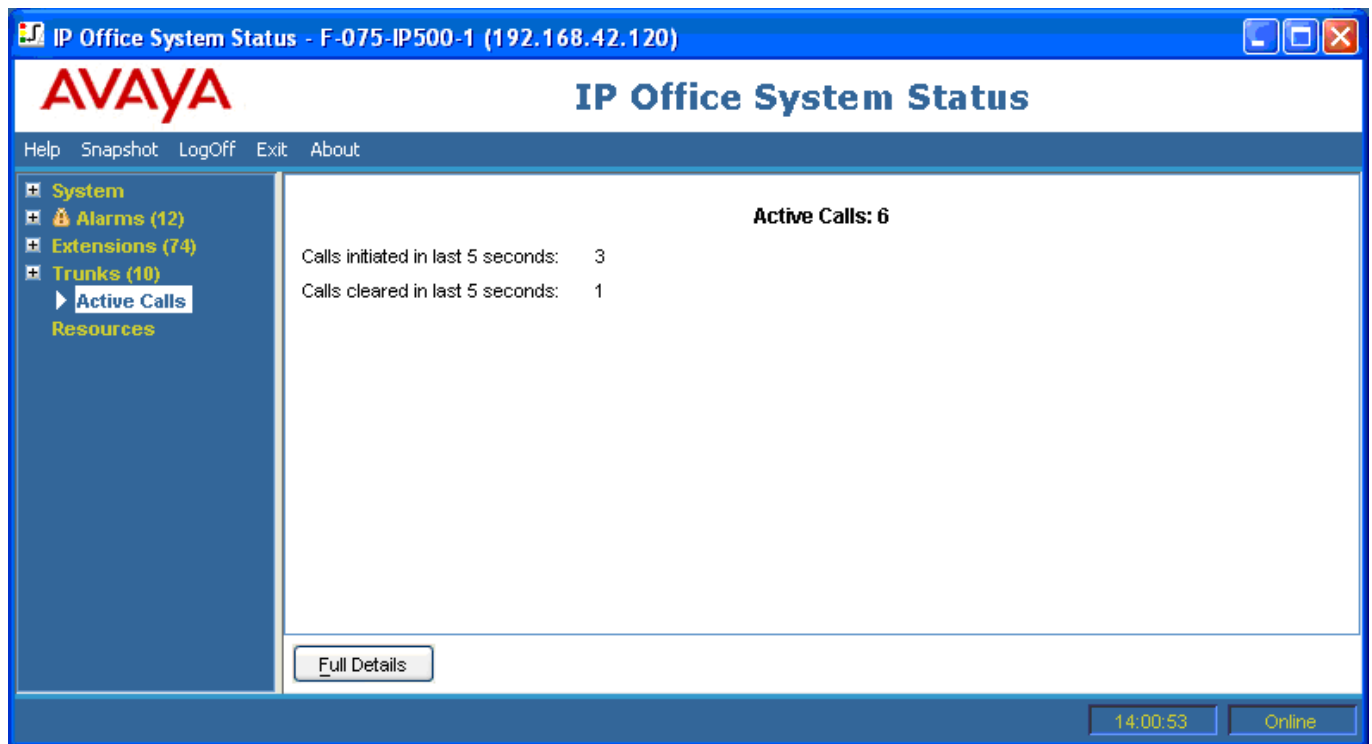 IP Office System Status - F-075-IP500-1 (192.168.42.120)
AVAYA
IP Office System Status
Help Snapshot LogOff Exit About
System
Alarms (12)
Extensions (74)
Trunks (10)
Active Calls
Resources
Active Calls: 6
Calls initiated in last 5 seconds: 3
Calls cleared in last 5 seconds: 1
Full Details
14:00:53 Online